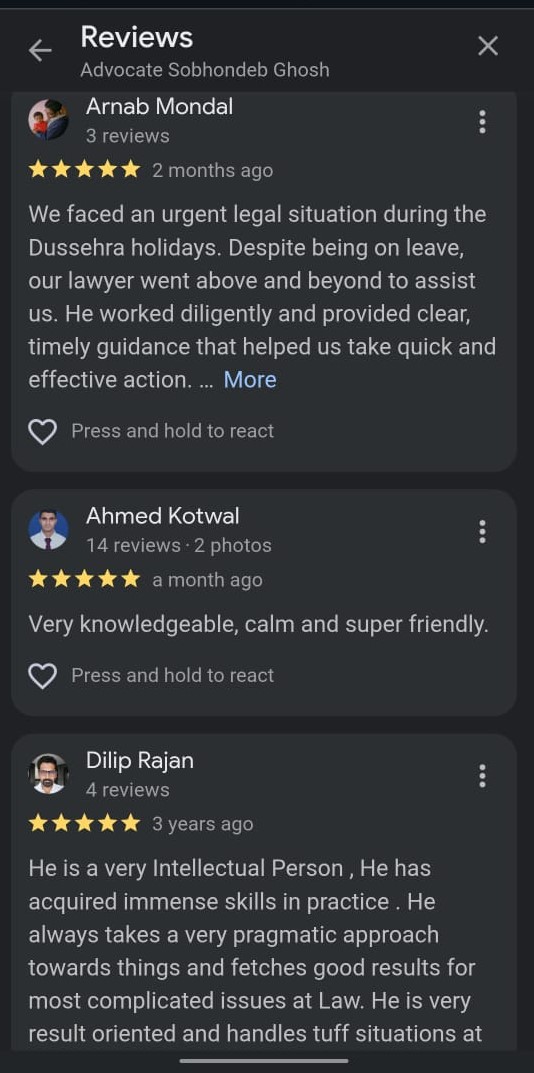 Reviews
Advocate Sobhondeb Ghosh
Arnab Mondal
3 reviews
2 months ago
We faced an urgent legal situation during the
Dussehra holidays. Despite being on leave,
our lawyer went above and beyond to assist
us. He worked diligently and provided clear,
timely guidance that helped us take quick and
effective action. ... More
Press and hold to react
Ahmed Kotwal
14 reviews · 2 photos
a month ago
Very knowledgeable, calm and super friendly.
Press and hold to react
Dilip Rajan
4 reviews
3 years ago
He is a very Intellectual Person , He has
acquired immense skills in practice . He
always takes a very pragmatic approach
towards things and fetches good results for
most complicated issues at Law. He is very
result oriented and handles tuff situations at